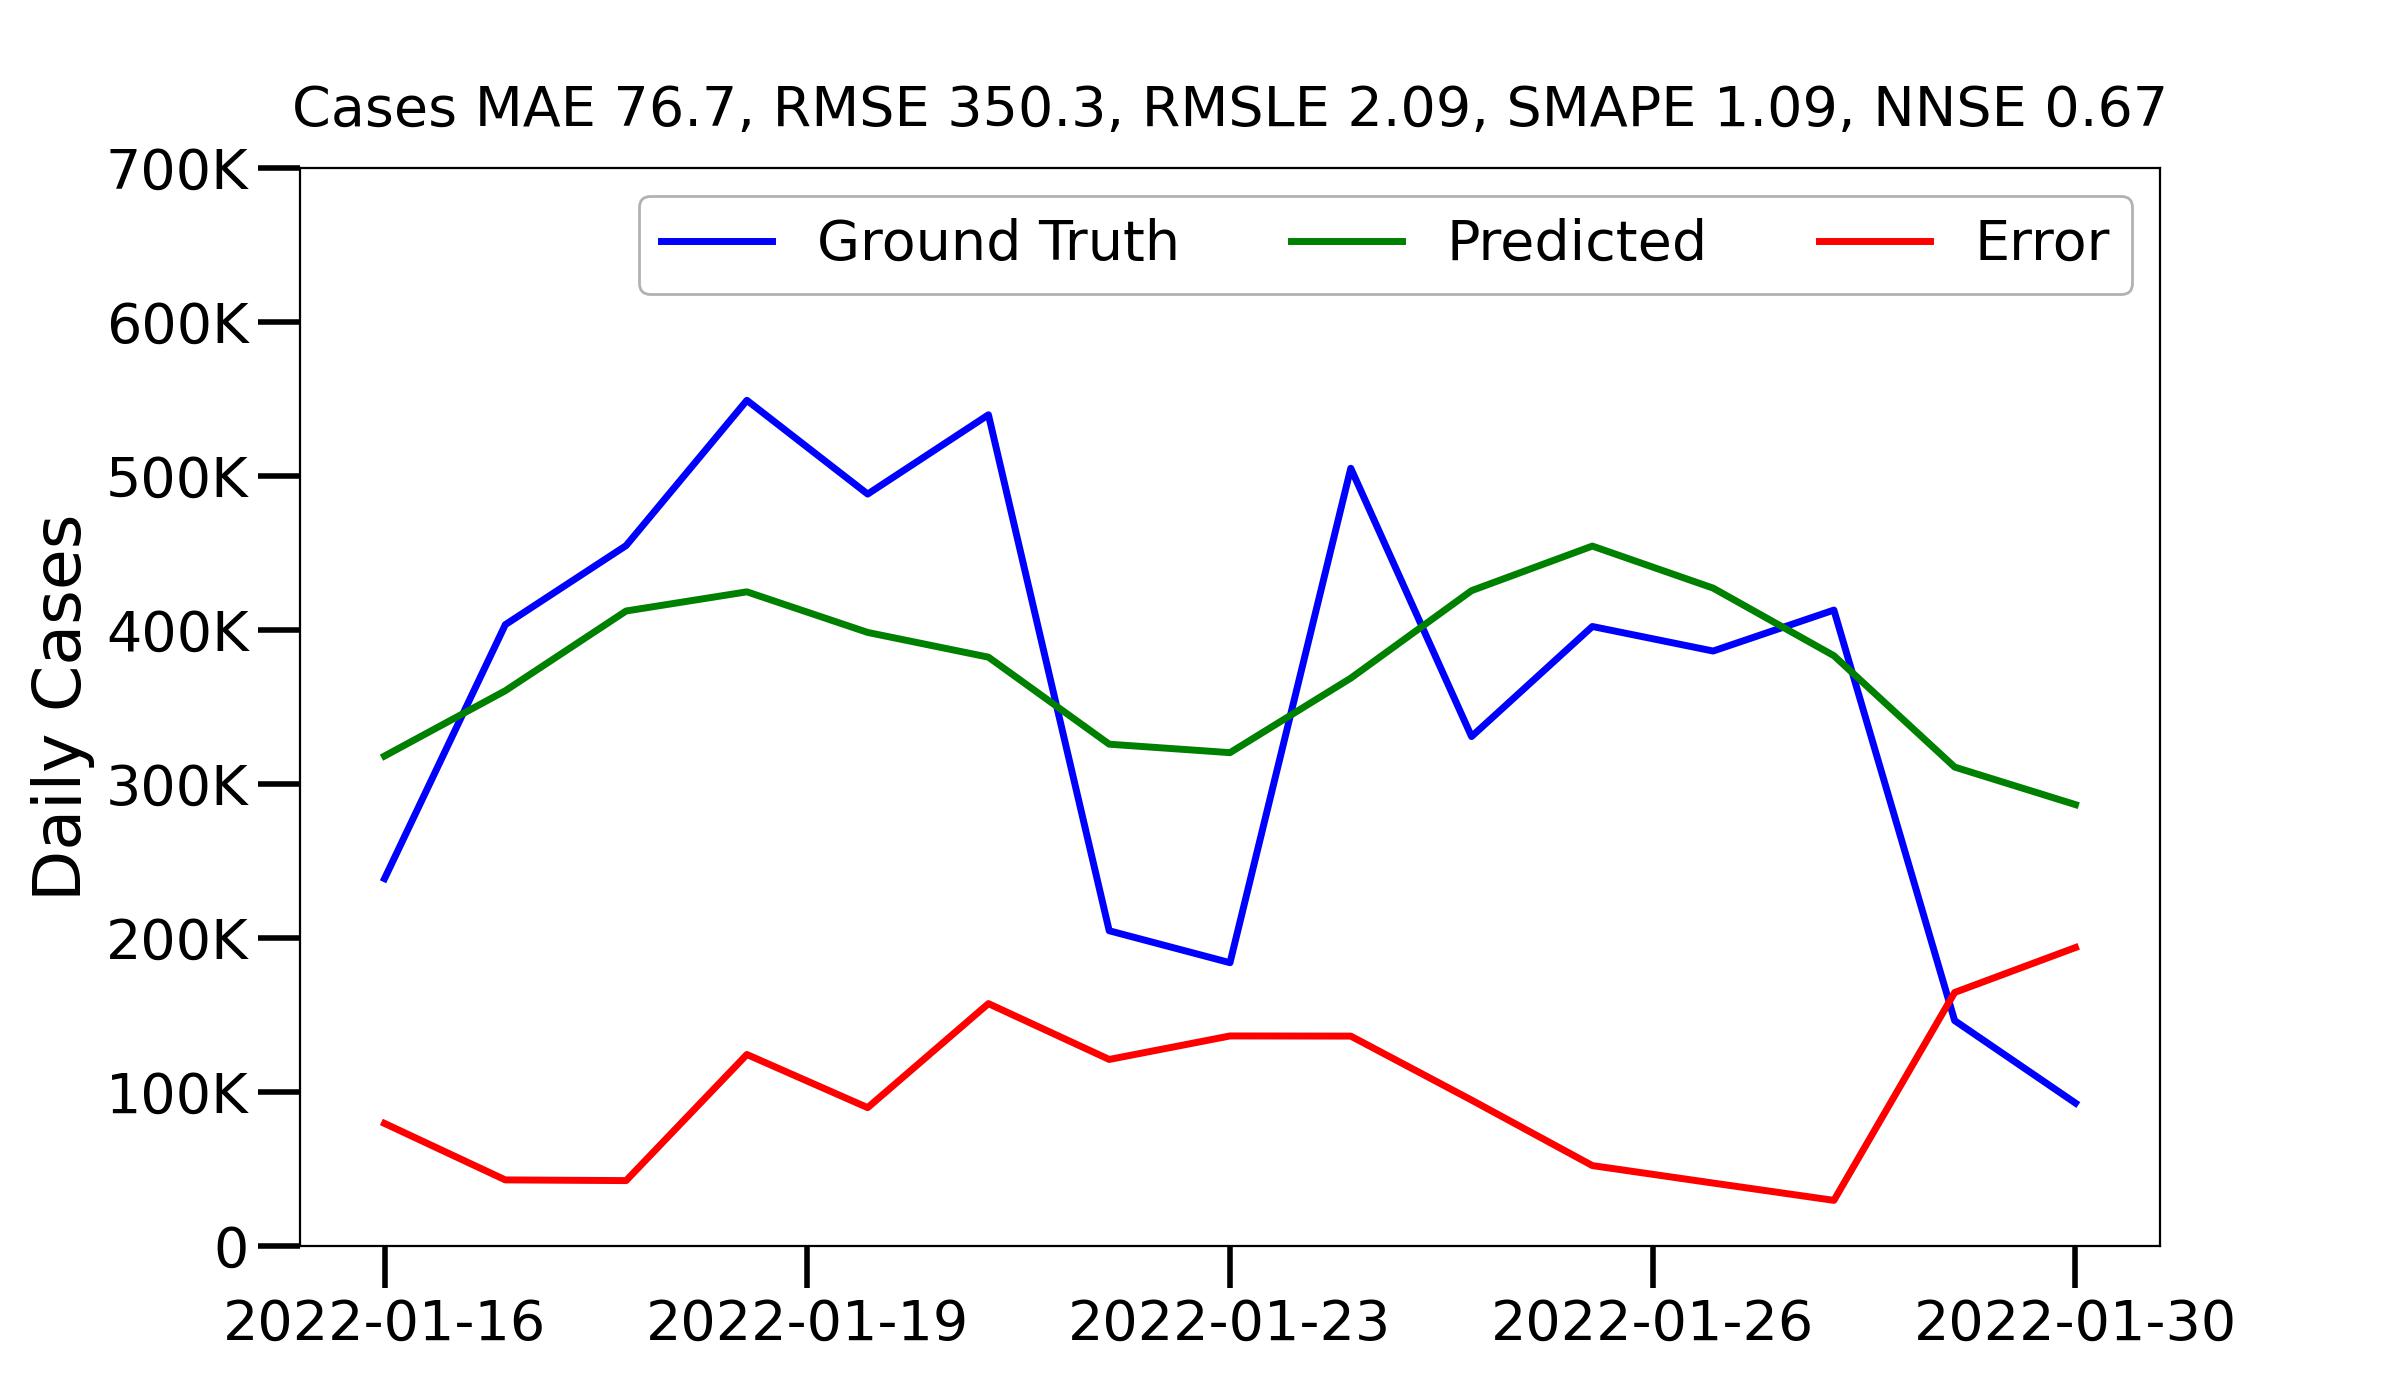 Cases MAE 76.7, RMSE 350.3, RMSLE 2.09, SMAPE 1.09, NNSE 0.67
Ground Truth Predicted Error
Daily Cases
700K
600K
500K
400K
300K
200K
100K
0
2022-01-16 2022-01-19 2022-01-23 2022-01-26 2022-01-30